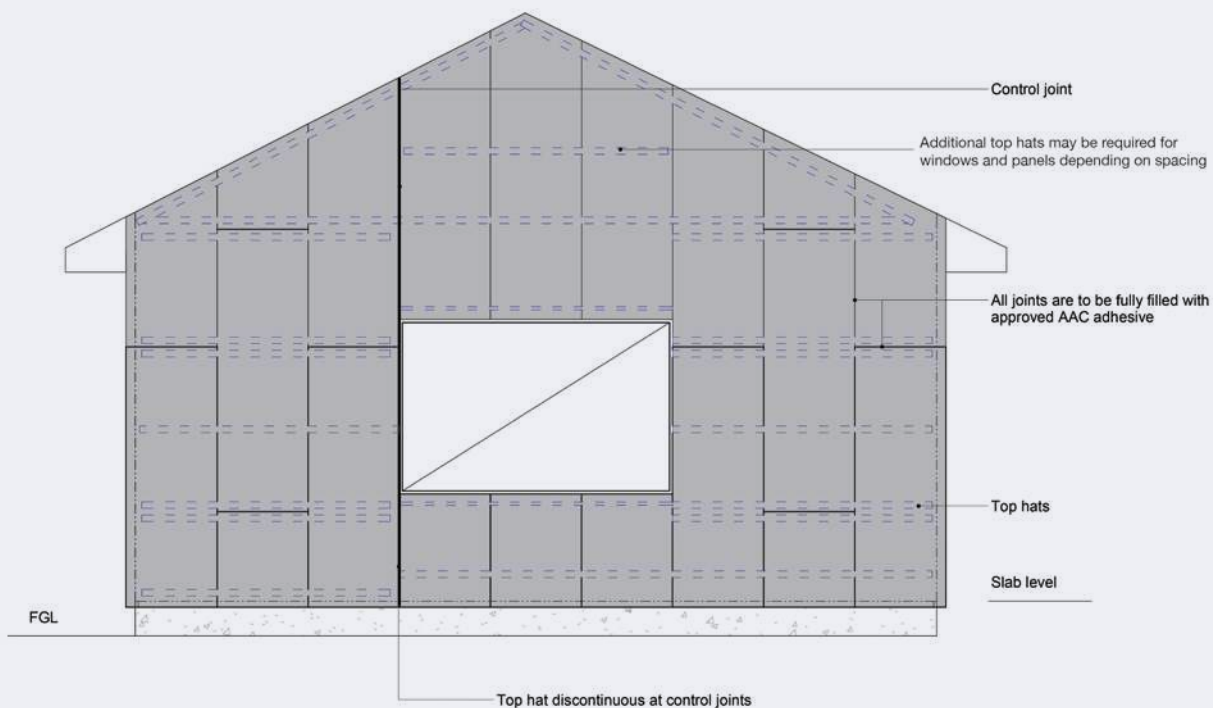 Control joint
Additional top hats may be required for
windows and panels depending on spacing
All joints are to be fully filled with
approved AAC adhesive
Top hats
Slab level
FGL
Top hat discontinuous at control joints